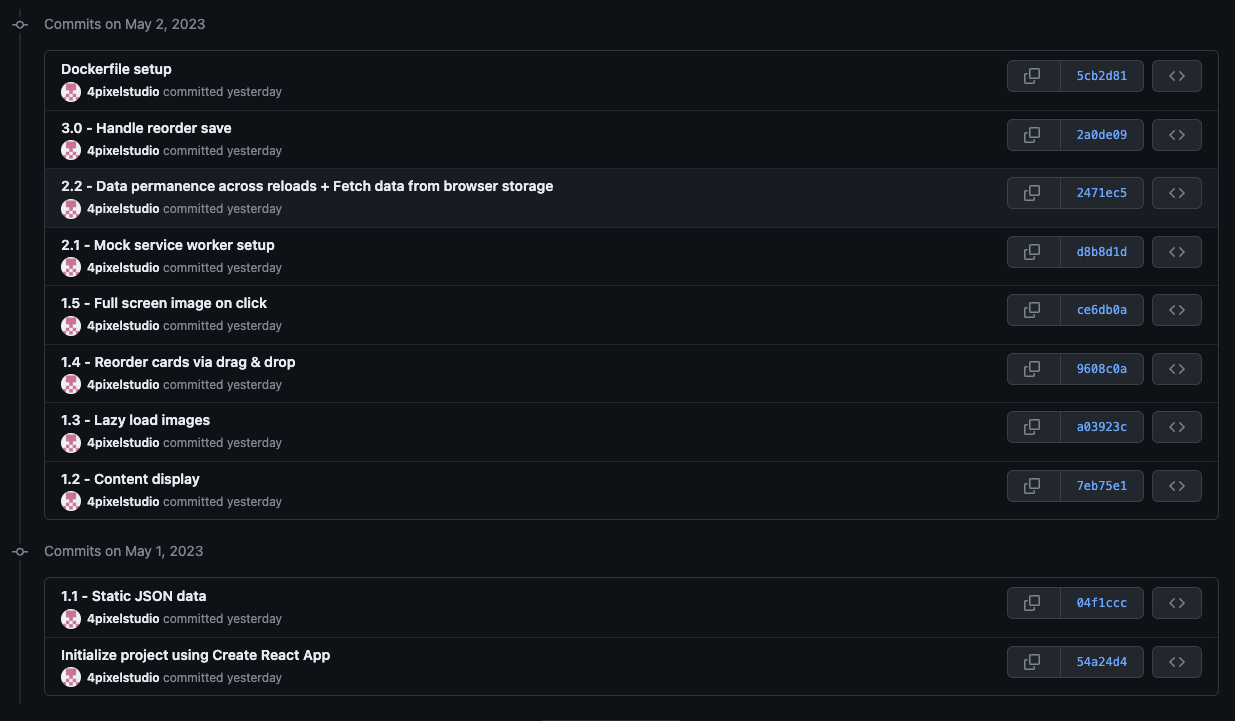 Commits on May 2, 2023
Dockerfile setup
5cb2d81
4pixelstudio committed yesterday
3.0 - Handle reorder save
2a0de09
4pixelstudio committed yesterday
2.2 - Data permanence across reloads + Fetch data from browser storage
2471ec5
4pixelstudio committed yesterday
2.1 - Mock service worker setup
d8b8d1d
4pixelstudio committed yesterday
1.5 - Full screen image on click
ce6db0a
4pixelstudio committed yesterday
1.4 - Reorder cards via drag & drop
9608c0a
4pixelstudio committed yesterday
1.3 - Lazy load images
a03923c
4pixelstudio committed yesterday
1.2 - Content display
7eb75e1
4pixelstudio committed yesterday
Commits on May 1, 2023
1.1 - Static JSON data
04f1ccc
4pixelstudio committed yesterday
Initialize project using Create React App
54a24d4
4pixelstudio committed yesterday